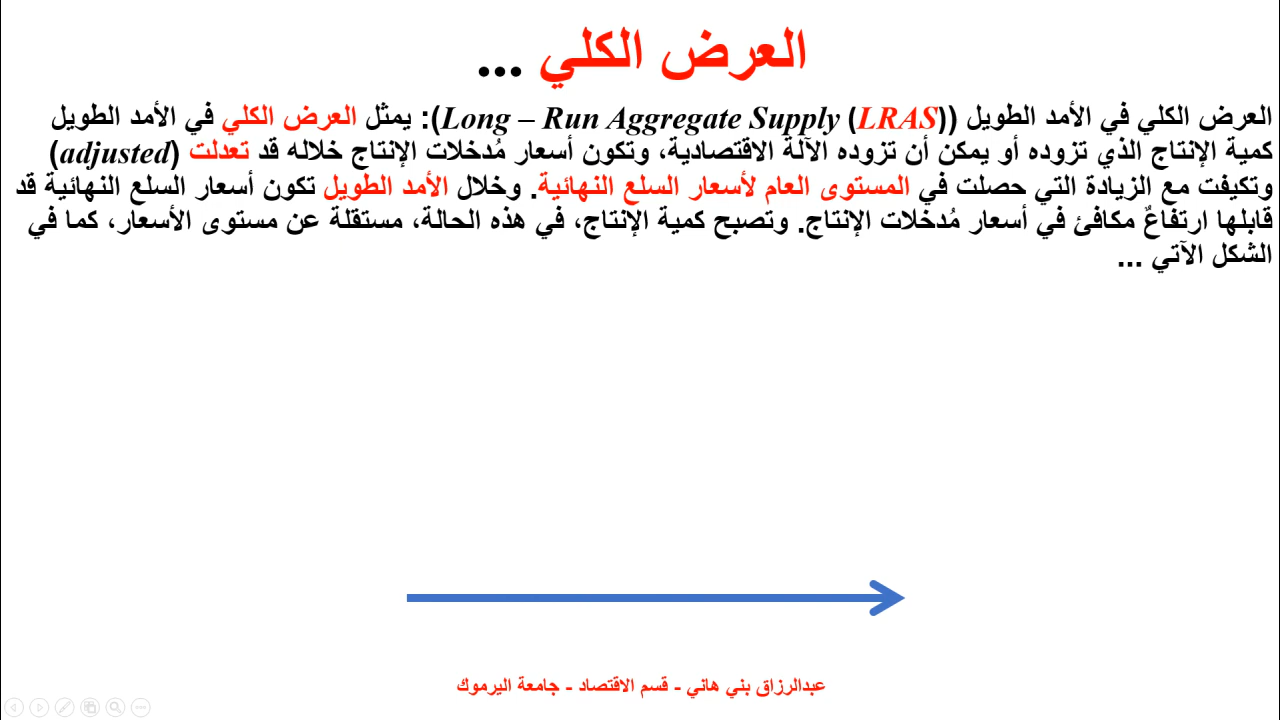 العرض الكلي ...
العرض الكلي في الأمد الطويل (Long – Run Aggregate Supply (LRAS)): يمثل العرض الكلي في الأمد الطويل
كمية الإنتاج الذي تزوده أو يمكن أن تزوده الآلة الاقتصادية، وتكون أسعار مُدخلات الإنتاج خلاله قد تعدلت (adjusted)
وتكيفت مع الزيادة التي حصلت في المستوى العام لأسعار السلع النهائية. وخلال الأمد الطويل تكون أسعار السلع النهائية قد
قابلها ارتفاعٌ مكافئ في أسعار مُدخلات الإنتاج. وتصبح كمية الإنتاج، في هذه الحالة، مستقلة عن مستوى الأسعار، كما في
الشكل الآتي ...
عبدالرزاق بني هاني - قسم الاقتصاد - جامعة اليرموك